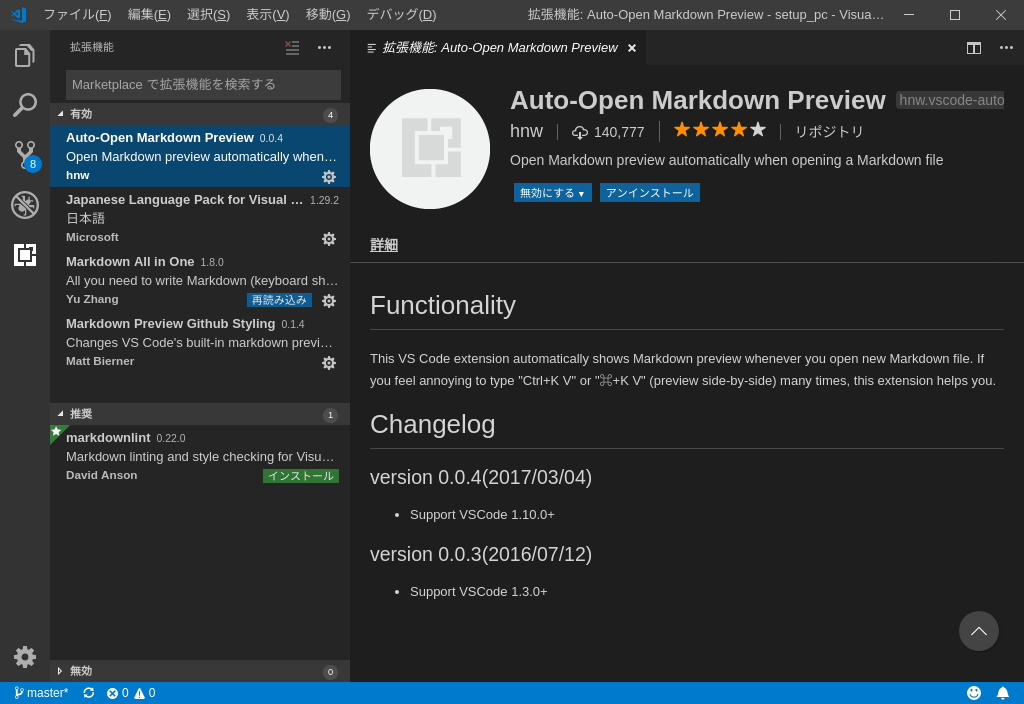 ファイル(F) 編集(E) 選択(S) 表示(V) 移動(G) デバッグ(D) 拡張機能: Auto-Open Markdown Preview - setup_pc - Visua…
拡張機能
Marketplace で拡張機能を検索する
有効 4
Auto-Open Markdown Preview 0.0.4
Open Markdown preview automatically when…
hnw
Japanese Language Pack for Visual … 1.29.2
日本語
Microsoft
Markdown All in One 1.8.0
All you need to write Markdown (keyboard sh…
Yu Zhang 再読み込み
Markdown Preview Github Styling 0.1.4
Changes VS Code's built-in markdown previ…
Matt Bierner
推奨 1
markdownlint 0.22.0
Markdown linting and style checking for Visu…
David Anson インストール
無効 0
8
拡張機能: Auto-Open Markdown Preview
Auto-Open Markdown Preview hnw.vscode-auto
hnw 140,777 リポジトリ
Open Markdown preview automatically when opening a Markdown file
無効にする アンインストール
詳細
Functionality
This VS Code extension automatically shows Markdown preview whenever you open new Markdown file. If
you feel annoying to type "Ctrl+K V" or "⌘+K V" (preview side-by-side) many times, this extension helps you.
Changelog
version 0.0.4(2017/03/04)
• Support VSCode 1.10.0+
version 0.0.3(2016/07/12)
• Support VSCode 1.3.0+
master* 0 0